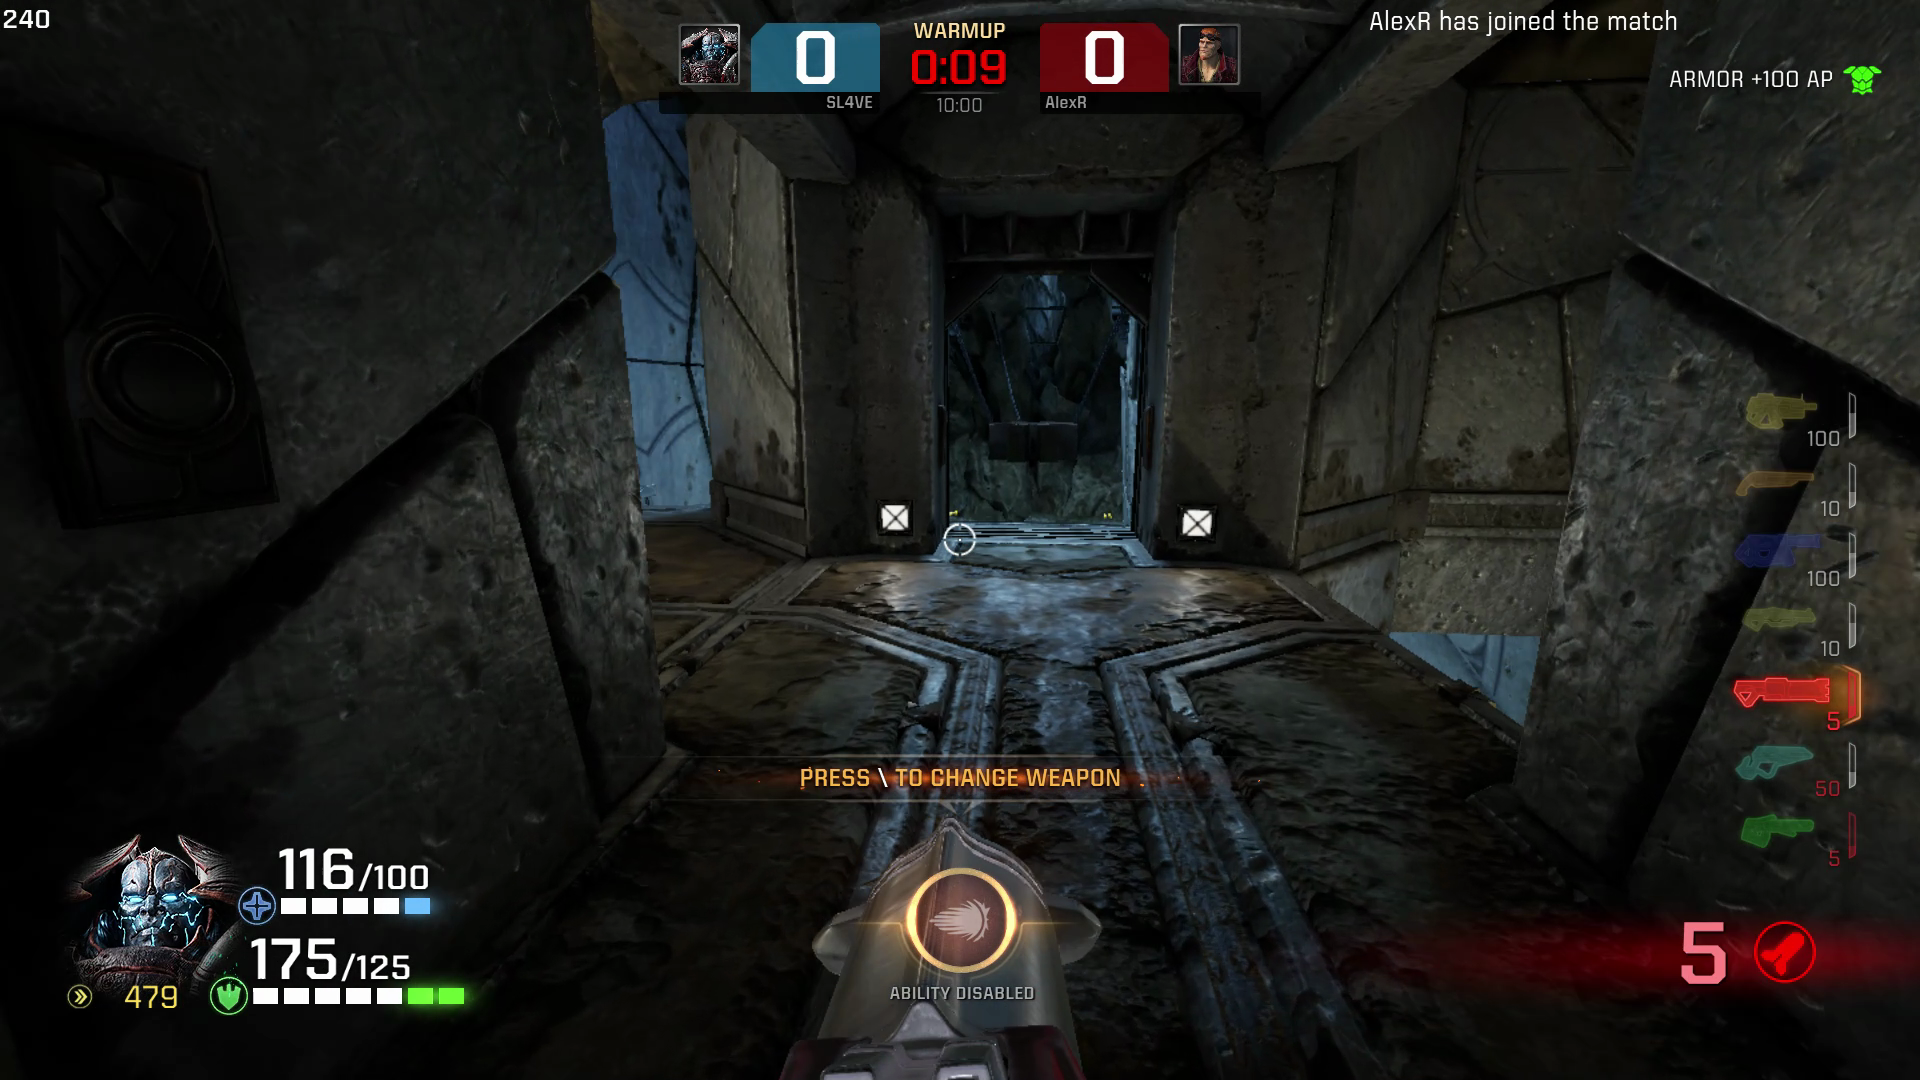 240
0
WARMUP
0:09
10:00
0
SL4VE
AlexR
AlexR has joined the match
ARMOR +100 AP
100
10
100
10
5
50
5
PRESS \ TO CHANGE WEAPON
116/100
175/125
479
ABILITY DISABLED
5